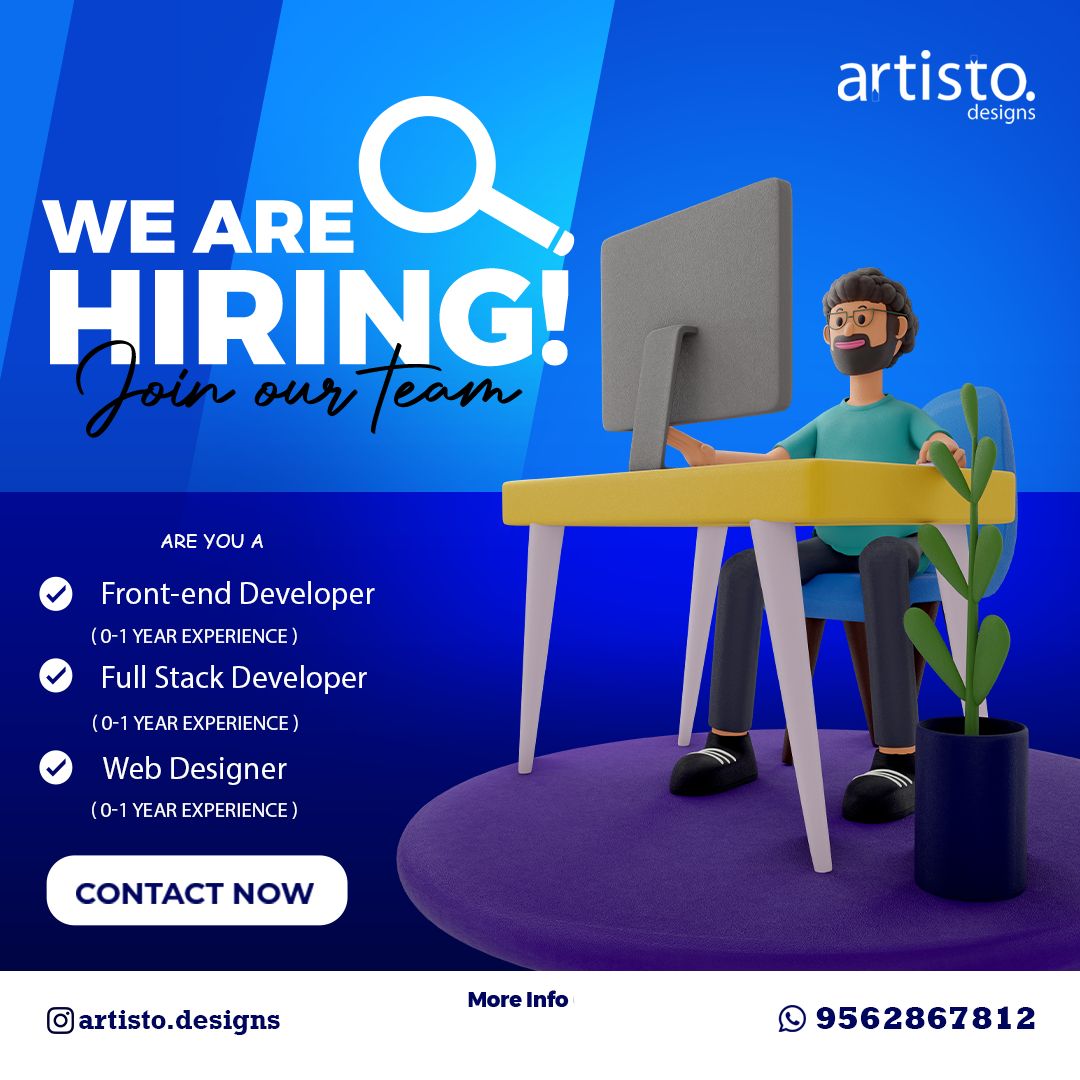 artisto.
designs
WE ARE
HIRING!
Join our team
ARE YOU A
Front-end Developer
( 0-1 YEAR EXPERIENCE )
Full Stack Developer
( 0-1 YEAR EXPERIENCE )
Web Designer
( 0-1 YEAR EXPERIENCE )
CONTACT NOW
More Info
artisto.designs
9562867812